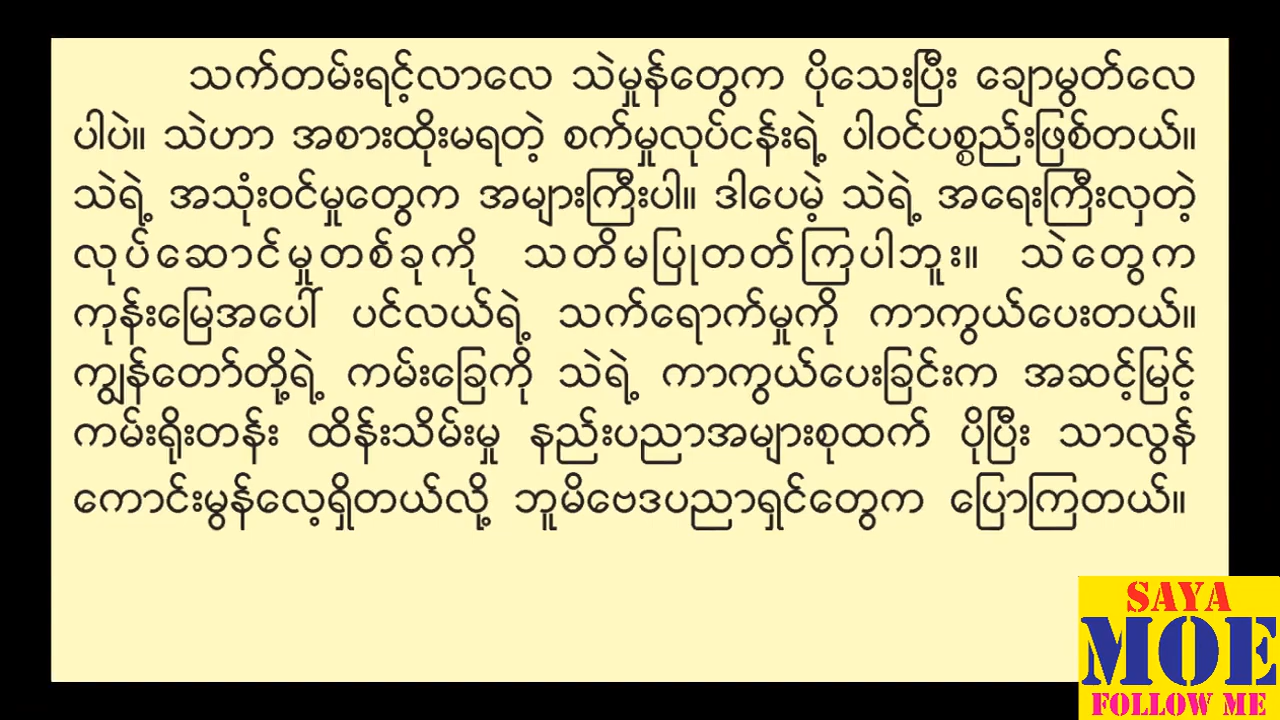 သက်တမ်းရင့်လာလေ သဲမှုန်တွေက ပိုသေးပြီး ချောမွတ်လေ
ပါပဲ။ သဲဟာ အစားထိုးမရတဲ့ စက်မှုလုပ်ငန်းရဲ့ ပါဝင်ပစ္စည်းဖြစ်တယ်။
သဲရဲ့ အသုံးဝင်မှုတွေက အများကြီးပါ။ ဒါပေမဲ့ သဲရဲ့ အရေးကြီးလှတဲ့
လုပ်ဆောင်မှုတစ်ခုကို သတိမပြုတတ်ကြပါဘူး။ သဲတွေက
ကုန်းမြေအပေါ် ပင်လယ်ရဲ့ သက်ရောက်မှုကို ကာကွယ်ပေးတယ်။
ကျွန်တော်တို့ရဲ့ ကမ်းခြေကို သဲရဲ့ ကာကွယ်ပေးခြင်းက အဆင့်မြင့်
ကမ်းရိုးတန်း ထိန်းသိမ်းမှု နည်းပညာအများစုထက် ပိုပြီး သာလွန်
ကောင်းမွန်လေ့ရှိတယ်လို့ ဘူမိဗေဒပညာရှင်တွေက ပြောကြတယ်။
SAYA
MOE
FOLLOW ME